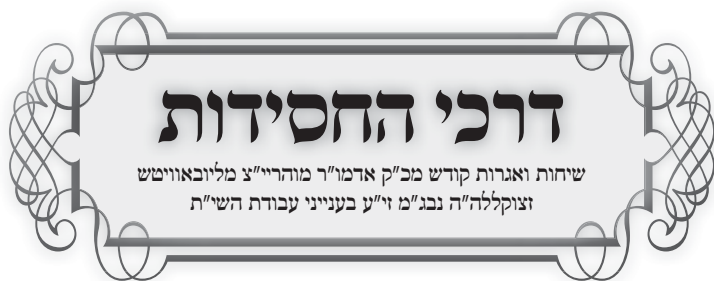 דרכי החסידות
שיחות ואגרות קודש מכ"ק אדמו"ר מוהריי"צ מליובאוויטש
זצוקללה"ה נבג"מ זי"ע בענייני עבודת השי"ת